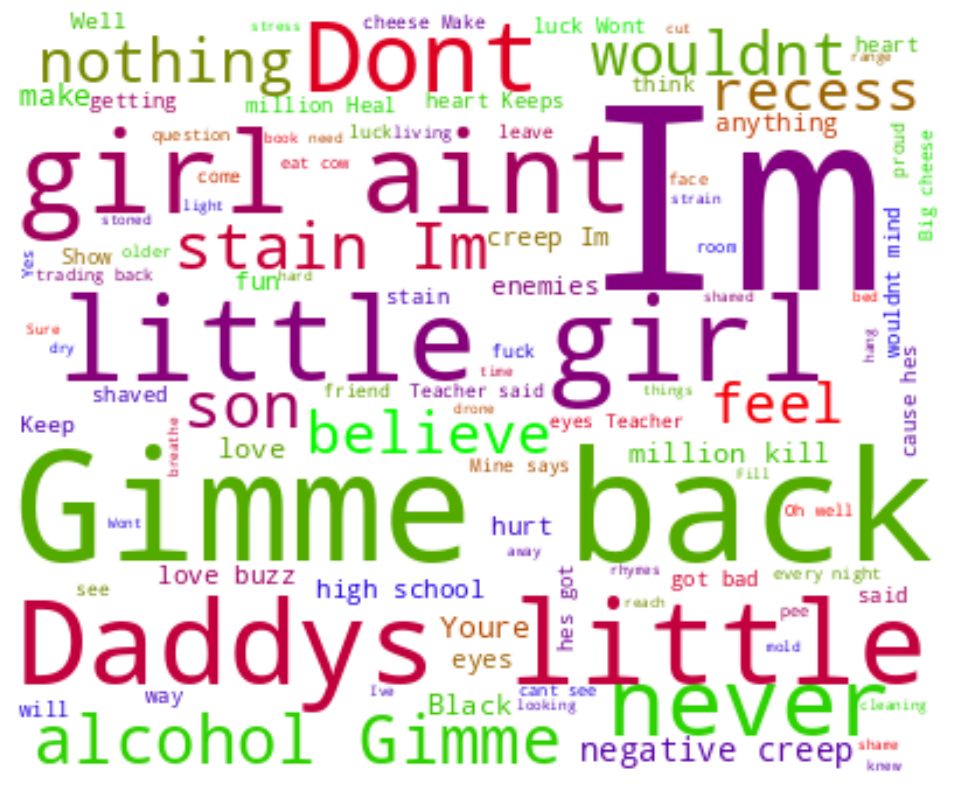 Well stress cheese Make luck Wont cut
nothing Dont wouldnt heart
range
make getting million Heal heart Keeps think recess
question book need luck living leave Im anything proud Big cheese
girl aint eat cow
come face
light strain
stoned
stain Im creep Im room wouldnt mind
Yes Show older
trading back fun hard enemies
stain shamed bed
little girl
Sure dry fuck hang
time cause hes
shaved friend Teacher said things
son drone feel
Keep believe eyes Teacher
breathe love Mine says million kill
Gimme back Fill
Wont hurt Oh well
away
love buzz high school hes got rhymes got bad every night
see reach said
Daddys Youre little pee
eyes mold
will way Ive Black cant see never
looking cleaning
alcohol Gimme negative creep shame
knew